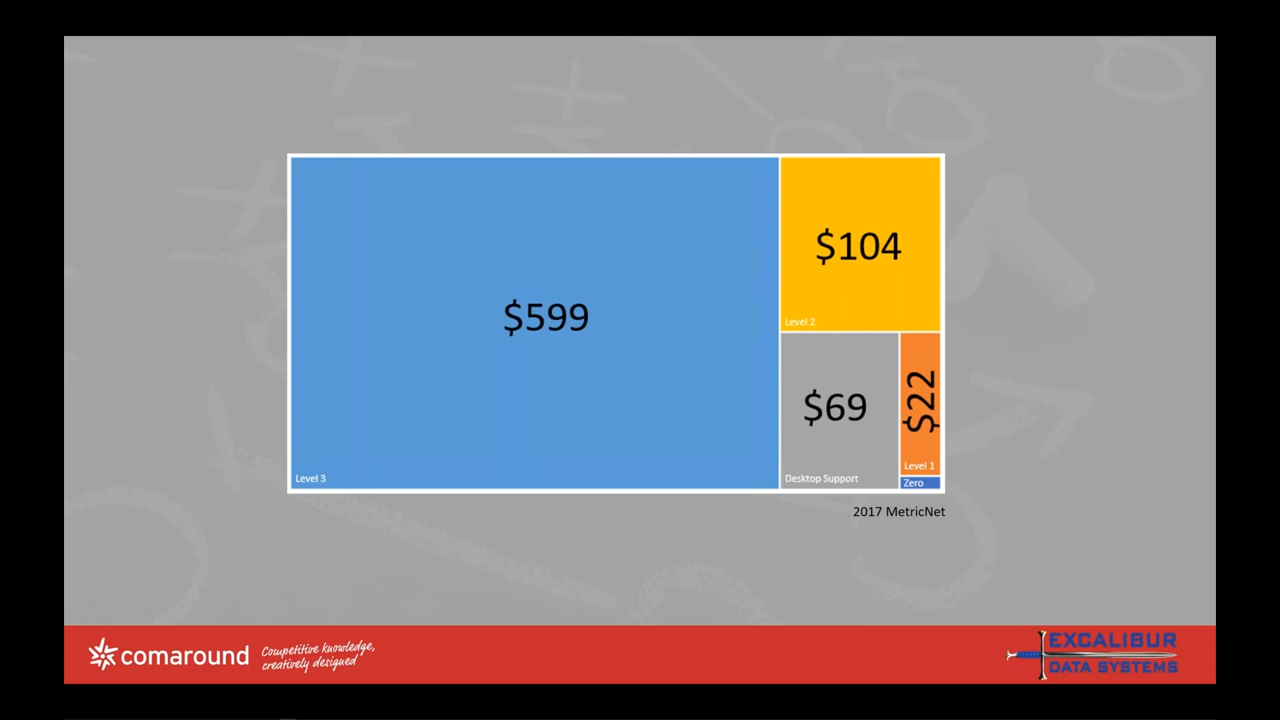 $599
Level 3
$104
Level 2
$69
Desktop Support
$22
Level 1
Zero
2017 MetricNet
comaround
Competitive knowledge,
creatively designed
EXCALIBUR
DATA SYSTEMS